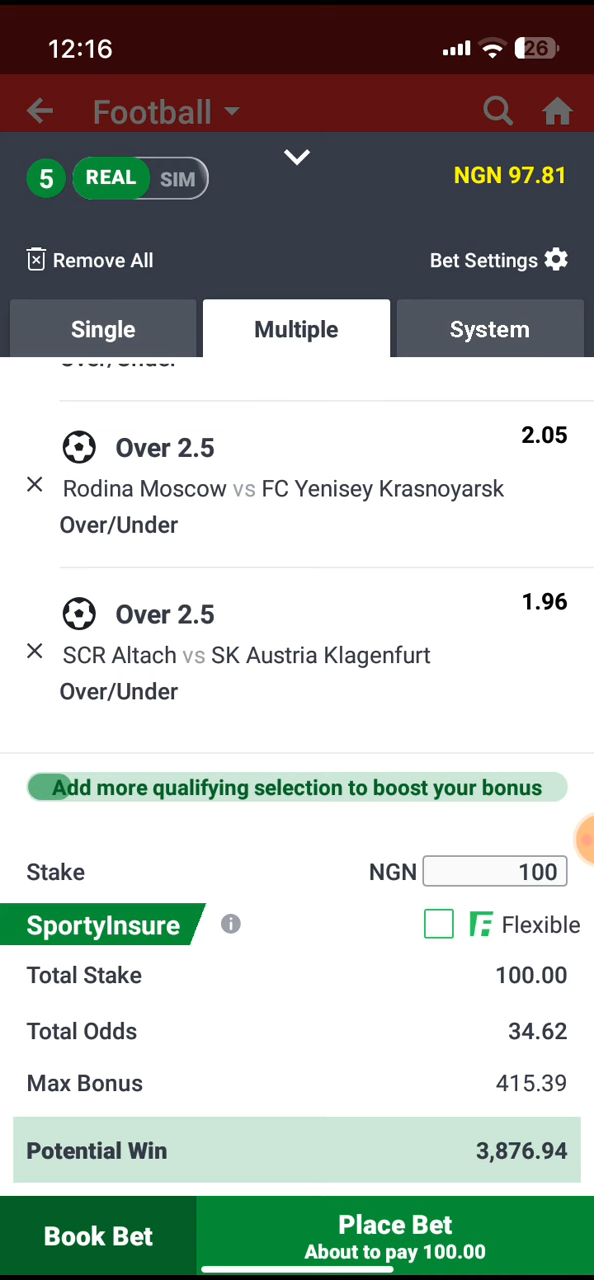 12:16
26
Football
5 REAL SIM NGN 97.81
Remove All Bet Settings
Single Multiple System
Over 2.5 2.05
Rodina Moscow vs FC Yenisey Krasnoyarsk
Over/Under
Over 2.5 1.96
SCR Altach vs SK Austria Klagenfurt
Over/Under
Add more qualifying selection to boost your bonus
Stake NGN 100
SportyInsure i F Flexible
Total Stake 100.00
Total Odds 34.62
Max Bonus 415.39
Potential Win 3,876.94
Book Bet Place Bet
About to pay 100.00